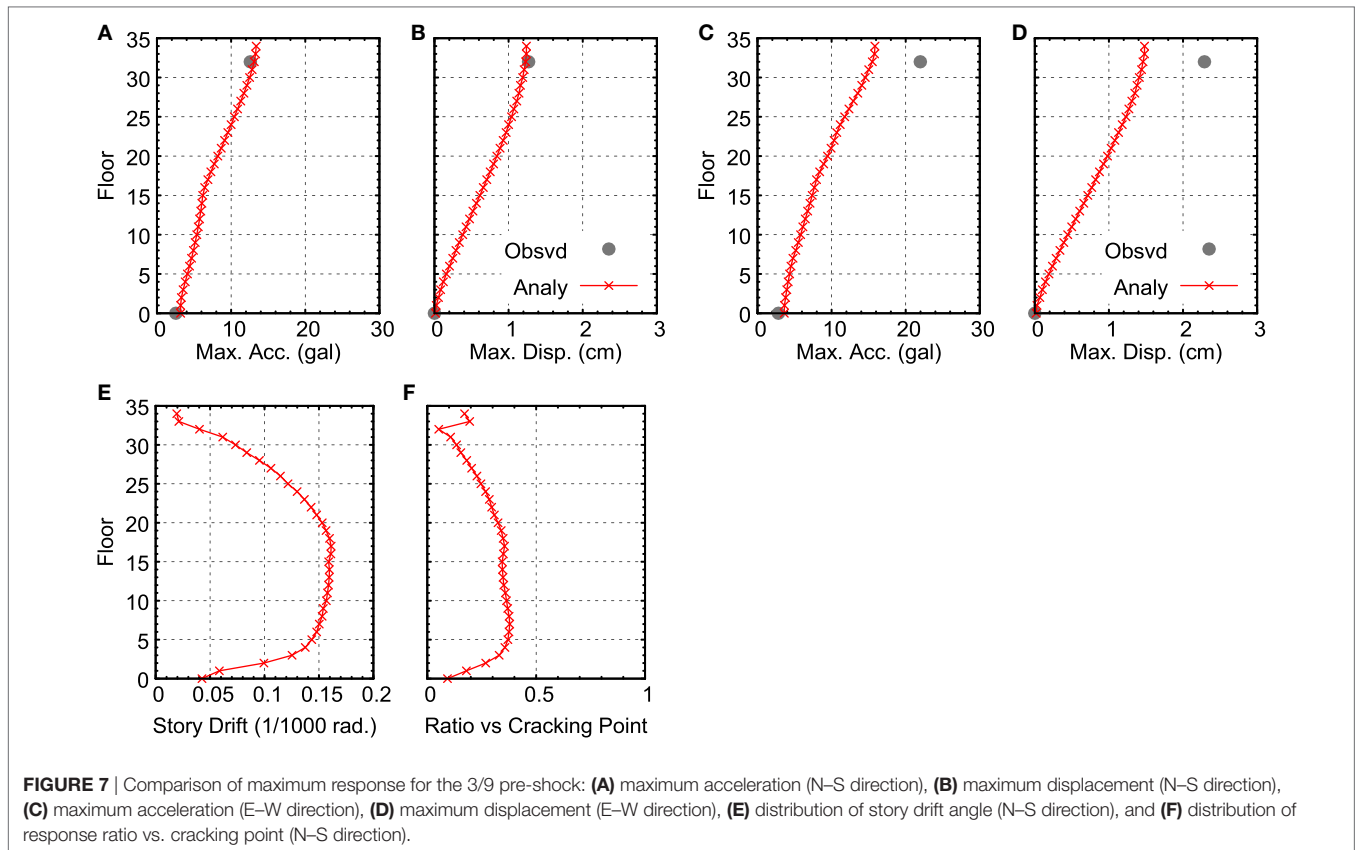 A
B
C
D
35
30
25
20
15
10
5
0
Floor
0 10 20 30
Max. Acc. (gal)
Obsvd
Analy
0 1 2 3
Max. Disp. (cm)
35
30
25
20
15
10
5
0
Floor
0 10 20 30
Max. Acc. (gal)
Obsvd
Analy
0 1 2 3
Max. Disp. (cm)
E
F
35
30
25
20
15
10
5
0
Floor
0 0.05 0.1 0.15 0.2
Story Drift (1/1000 rad.)
0 0.5 1
Ratio vs Cracking Point
FIGURE 7 | Comparison of maximum response for the 3/9 pre-shock: (A) maximum acceleration (N–S direction), (B) maximum displacement (N–S direction),
(C) maximum acceleration (E–W direction), (D) maximum displacement (E–W direction), (E) distribution of story drift angle (N–S direction), and (F) distribution of
response ratio vs. cracking point (N–S direction).